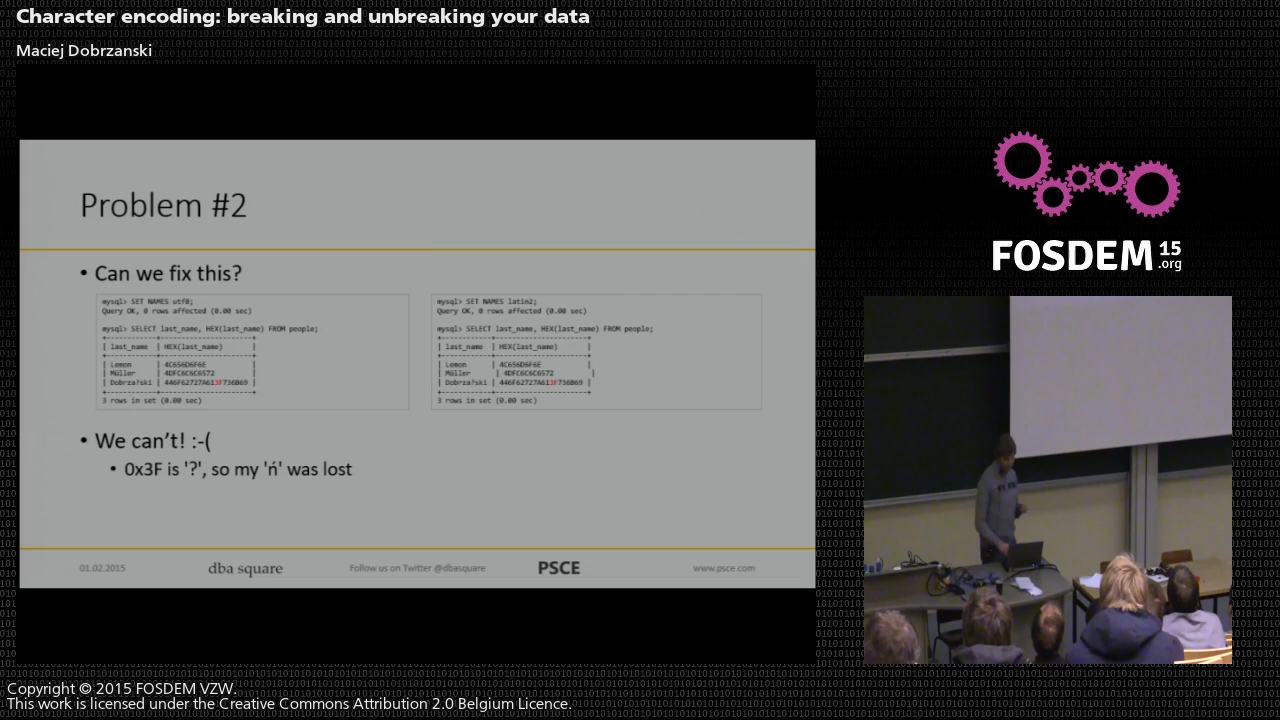 Character encoding: breaking and unbreaking your data
Maciej Dobrzanski
Problem #2
• Can we fix this?
mysql> SET NAMES utf8;
Query OK, 0 rows affected (0.00 sec)
mysql> SELECT last_name, HEX(last_name) FROM people;
+-----------+--------------------+
| last_name | HEX(last_name) |
+-----------+--------------------+
| Lemon | 4C656D6F6E |
| Müller | 4DFC6C6C6572 |
| Dobrza?ski | 446F62727A613F736B69 |
+-----------+--------------------+
3 rows in set (0.00 sec)
mysql> SET NAMES latin2;
Query OK, 0 rows affected (0.00 sec)
mysql> SELECT last_name, HEX(last_name) FROM people;
+-----------+--------------------+
| last_name | HEX(last_name) |
+-----------+--------------------+
| Lemon | 4C656D6F6E |
| Müller | 4DFC6C6C6572 |
| Dobrza?ski | 446F62727A613F736B69 |
+-----------+--------------------+
3 rows in set (0.00 sec)
• We can't! :-(
• 0x3F is '?', so my 'ń' was lost
01.02.2015
dba square
Follow us on Twitter @dbasquare
PSCE
www.psce.com
FOSDEM 15 .org
Copyright © 2015 FOSDEM VZW.
This work is licensed under the Creative Commons Attribution 2.0 Belgium Licence.